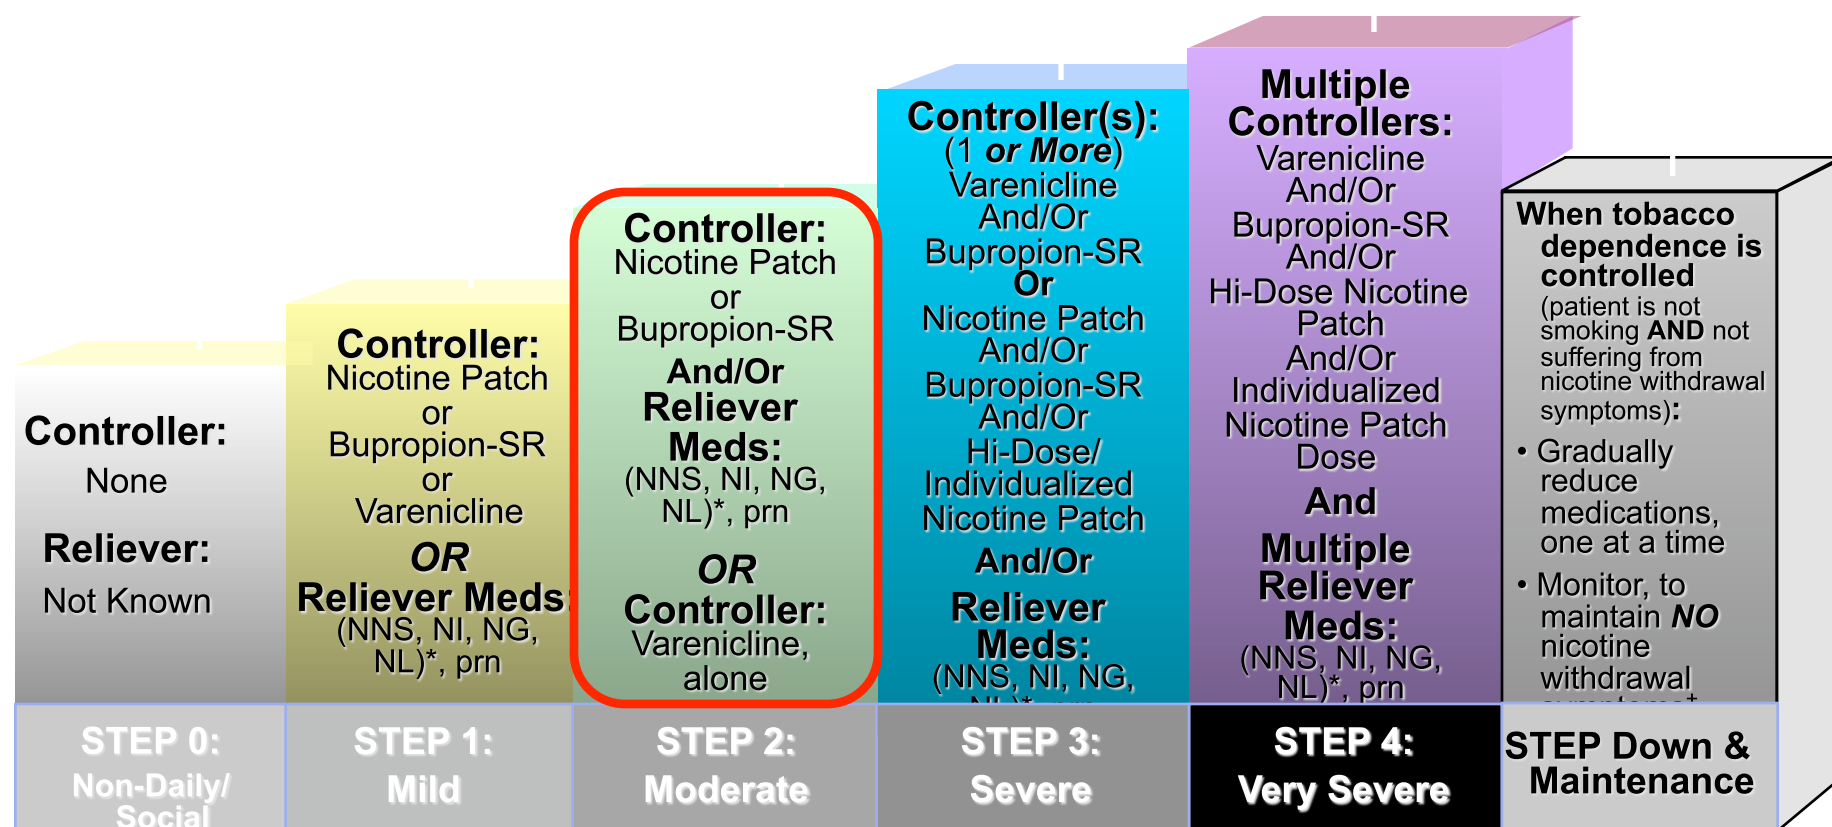 Controller:
None
Reliever:
Not Known
STEP 0:
Non-Daily/
Social
Controller:
Nicotine Patch
or
Bupropion-SR
or
Varenicline
OR
Reliever Meds:
(NNS, NI, NG,
NL)*, prn
STEP 1:
Mild
Controller:
Nicotine Patch
or
Bupropion-SR
And/Or
Reliever
Meds:
(NNS, NI, NG,
NL)*, prn
OR
Controller:
Varenicline,
alone
STEP 2:
Moderate
Controller(s):
(1 or More)
Varenicline
And/Or
Bupropion-SR
Or
Nicotine Patch
And/Or
Bupropion-SR
And/Or
Hi-Dose/
Individualized
Nicotine Patch
And/Or
Reliever
Meds:
(NNS, NI, NG,
NL)*, prn
STEP 3:
Severe
Multiple
Controllers:
Varenicline
And/Or
Bupropion-SR
And/Or
Hi-Dose Nicotine
Patch
And/Or
Individualized
Nicotine Patch
Dose
And
Multiple
Reliever
Meds:
(NNS, NI, NG,
NL)*, prn
STEP 4:
Very Severe
When tobacco
dependence is
controlled
(patient is not
smoking AND not
suffering from
nicotine withdrawal
symptoms):
• Gradually
reduce
medications,
one at a time
• Monitor, to
maintain NO
nicotine
withdrawal
symptoms‡
STEP Down &
Maintenance